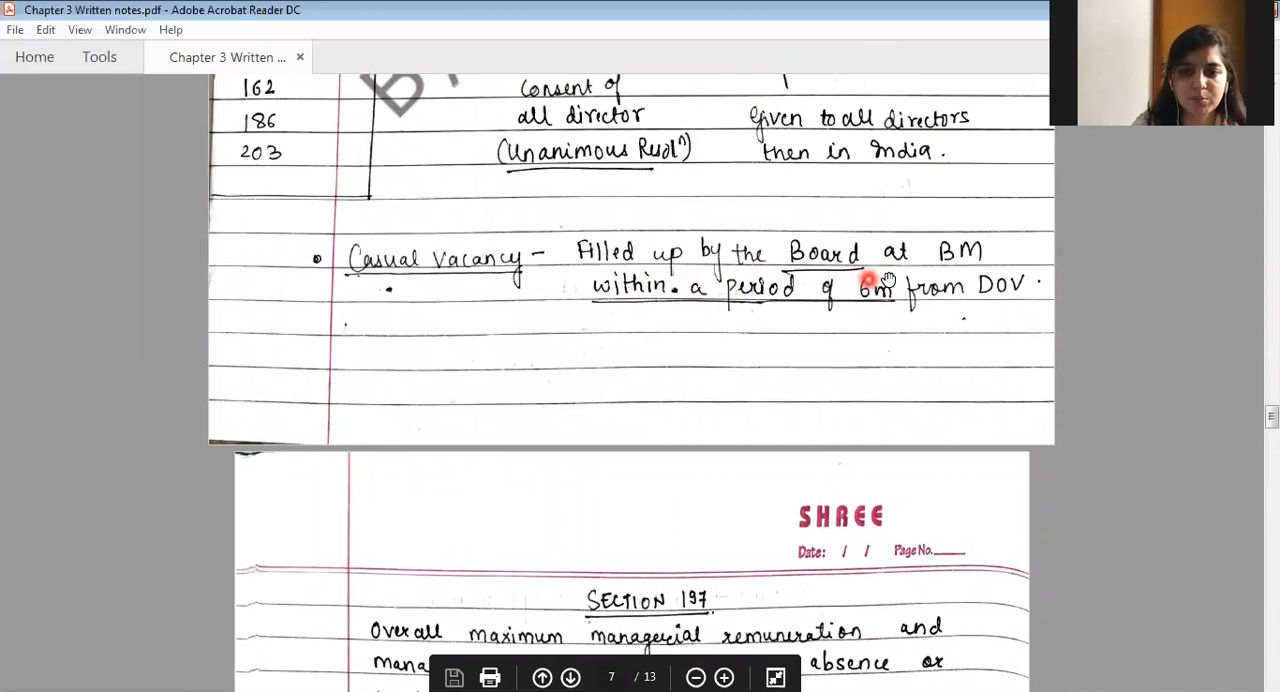 Chapter 3 Written notes.pdf - Adobe Acrobat Reader DC
File Edit View Window Help
Home Tools Chapter 3 Written ... ×
162 Consent of
186 all director Given to all directors
203 (Unanimous Resolⁿ) then in India.
• Casual Vacancy - Filled up by the Board at BM
within a period of 6m from DOV.
SHREE
Date: / / Page No.
SECTION 197
Overall maximum managerial remuneration and
mana absence or
7 / 13